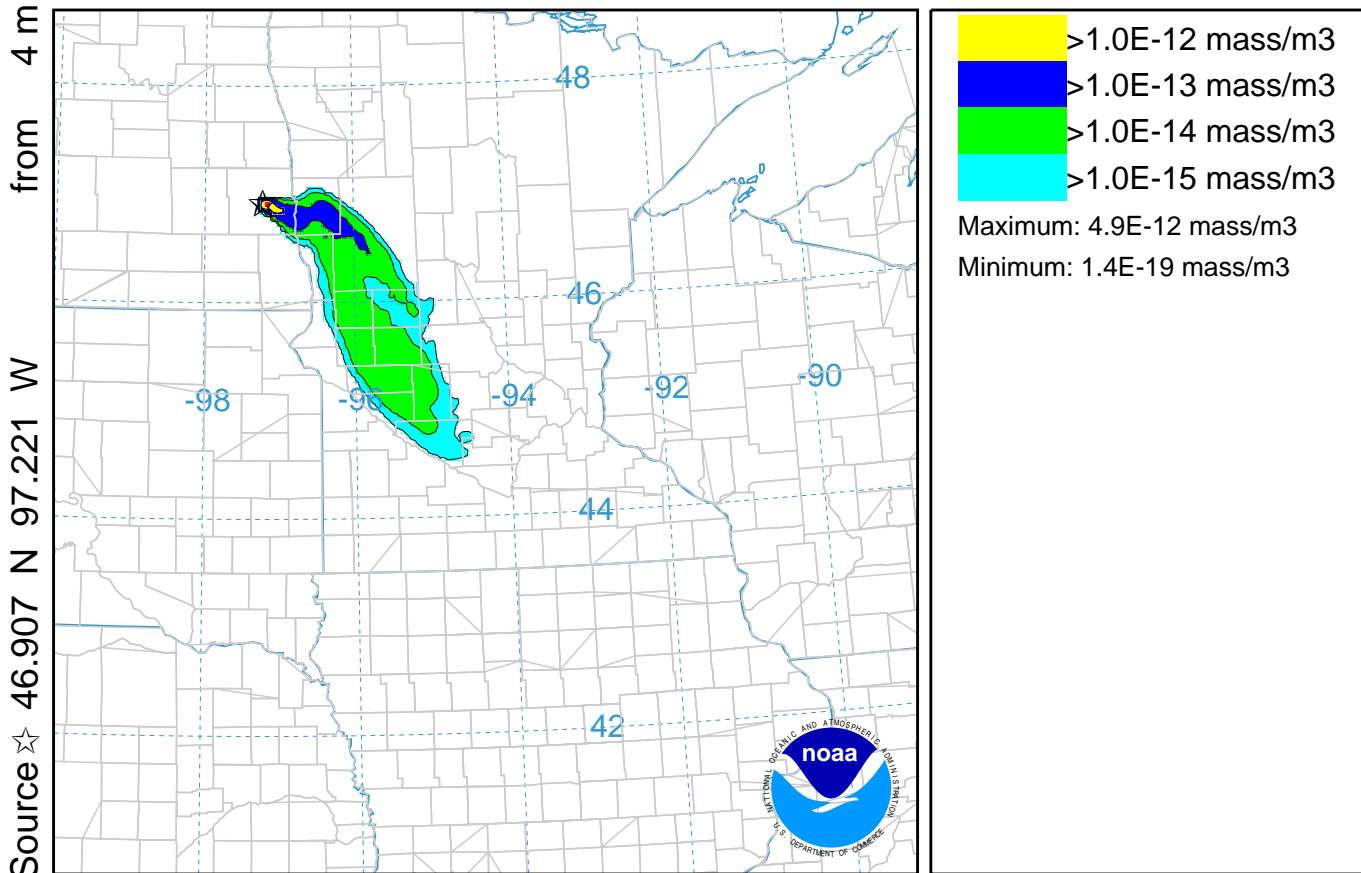 Source ☆ 46.907 N 97.221 W from 4 m
48
46
-98
-96
-94
-92
-90
44
42
NATIONAL OCEANIC AND ATMOSPHERIC ADMINISTRATION
noaa
U.S. DEPARTMENT OF COMMERCE
>1.0E-12 mass/m3
>1.0E-13 mass/m3
>1.0E-14 mass/m3
>1.0E-15 mass/m3
Maximum: 4.9E-12 mass/m3
Minimum: 1.4E-19 mass/m3